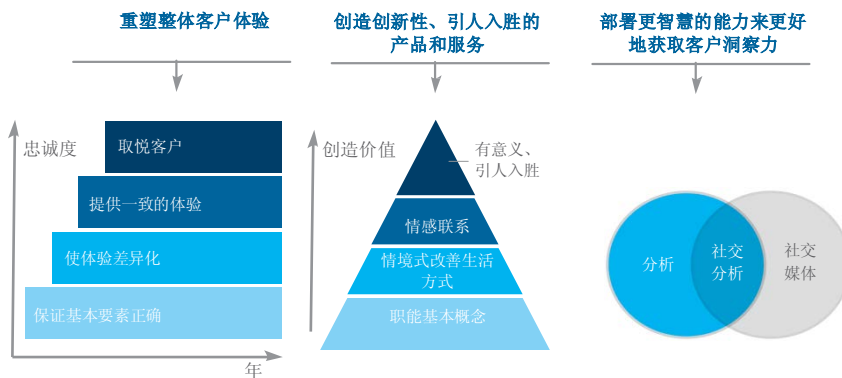 重塑整体客户体验
忠诚度
取悦客户
提供一致的体验
使体验差异化
保证基本要素正确
年
创造创新性、引人入胜的
产品和服务
创造价值
有意义、
引人入胜
情感联系
情境式改善生活
方式
职能基本概念
部署更智慧的能力来更好
地获取客户洞察力
分析
社交
分析
社交
媒体